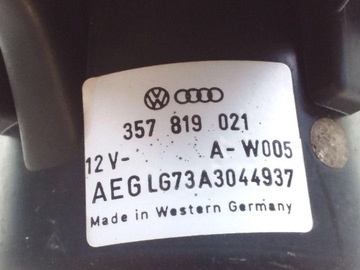 357 819 021
12V- A-W005
AEG LG73A3044937
Made in Western Germany